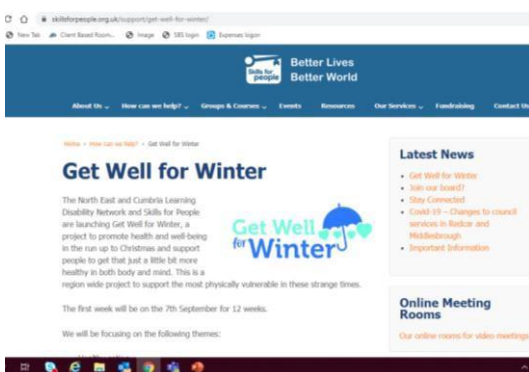 skillsforpeople.org.uk/support/get-well-for-winter/
New Tab Client Based Room... Image SBS login Expenses logon
Skills for people
Better Lives
Better World
About Us How can we help? Groups & Courses Events Resources Our Services Fundraising Contact Us
Home How can we help? Get Well for Winter
Get Well for Winter
The North East and Cumbria Learning
Disability Network and Skills for People
are launching Get Well for Winter, a
project to promote health and well-being
in the run up to Christmas and support
people to get that just a little bit more
healthy in both body and mind. This is a
region wide project to support the most physically vulnerable in these strange times.
The first week will be on the 7th September for 12 weeks.
We will be focusing on the following themes:
Get Well
for Winter
Latest News
Get Well for Winter
Join our board?
Stay Connected
Covid-19 – Changes to council
services in Redcar and
Middlesbrough
Important Information
Online Meeting
Rooms
Our online rooms for video meetings